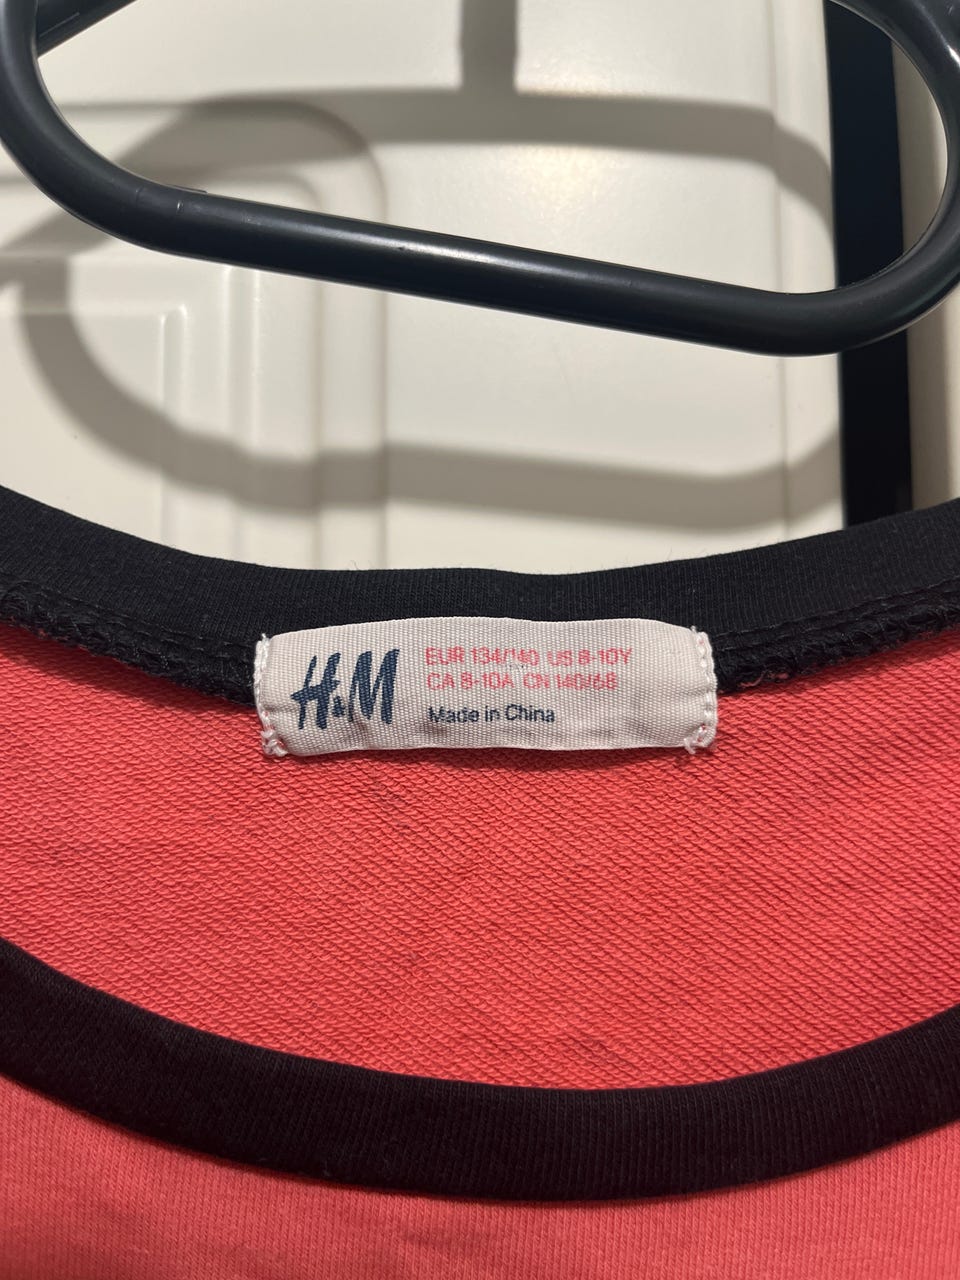 H&M
EUR 134/140 US 8-10Y
CA 8-10A CN 140/68
Made in China